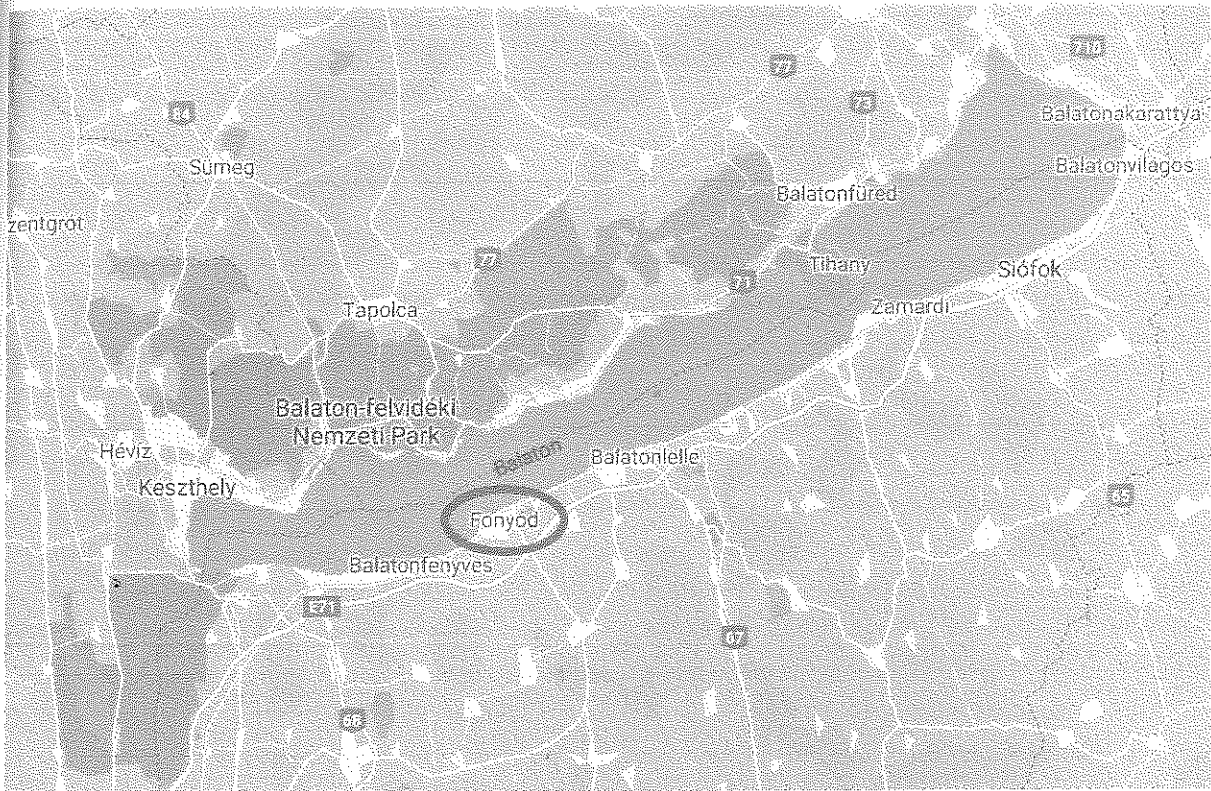 710
77
73
84
Balatonakarattya
Sümeg
Balatonvilágos
Balatonfüred
zentgrót
77
Tihany
Siófok
71
Tapolca
Zamárdi
Balaton-felvidéki
Nemzeti Park
Hévíz
Balaton
Balatonlelle
Keszthely
65
Fonyód
Balatonfenyves
E71
67
68